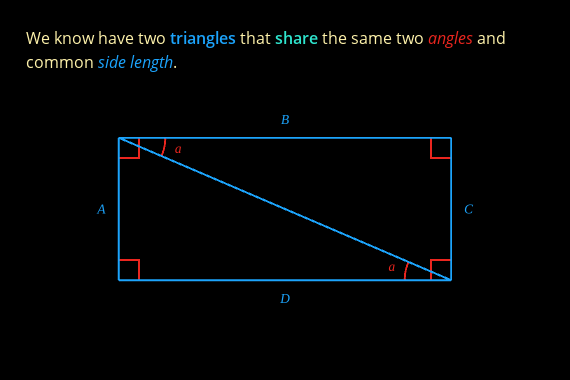 We know have two triangles that share the same two angles and
common side length.
B
a
A
C
a
D